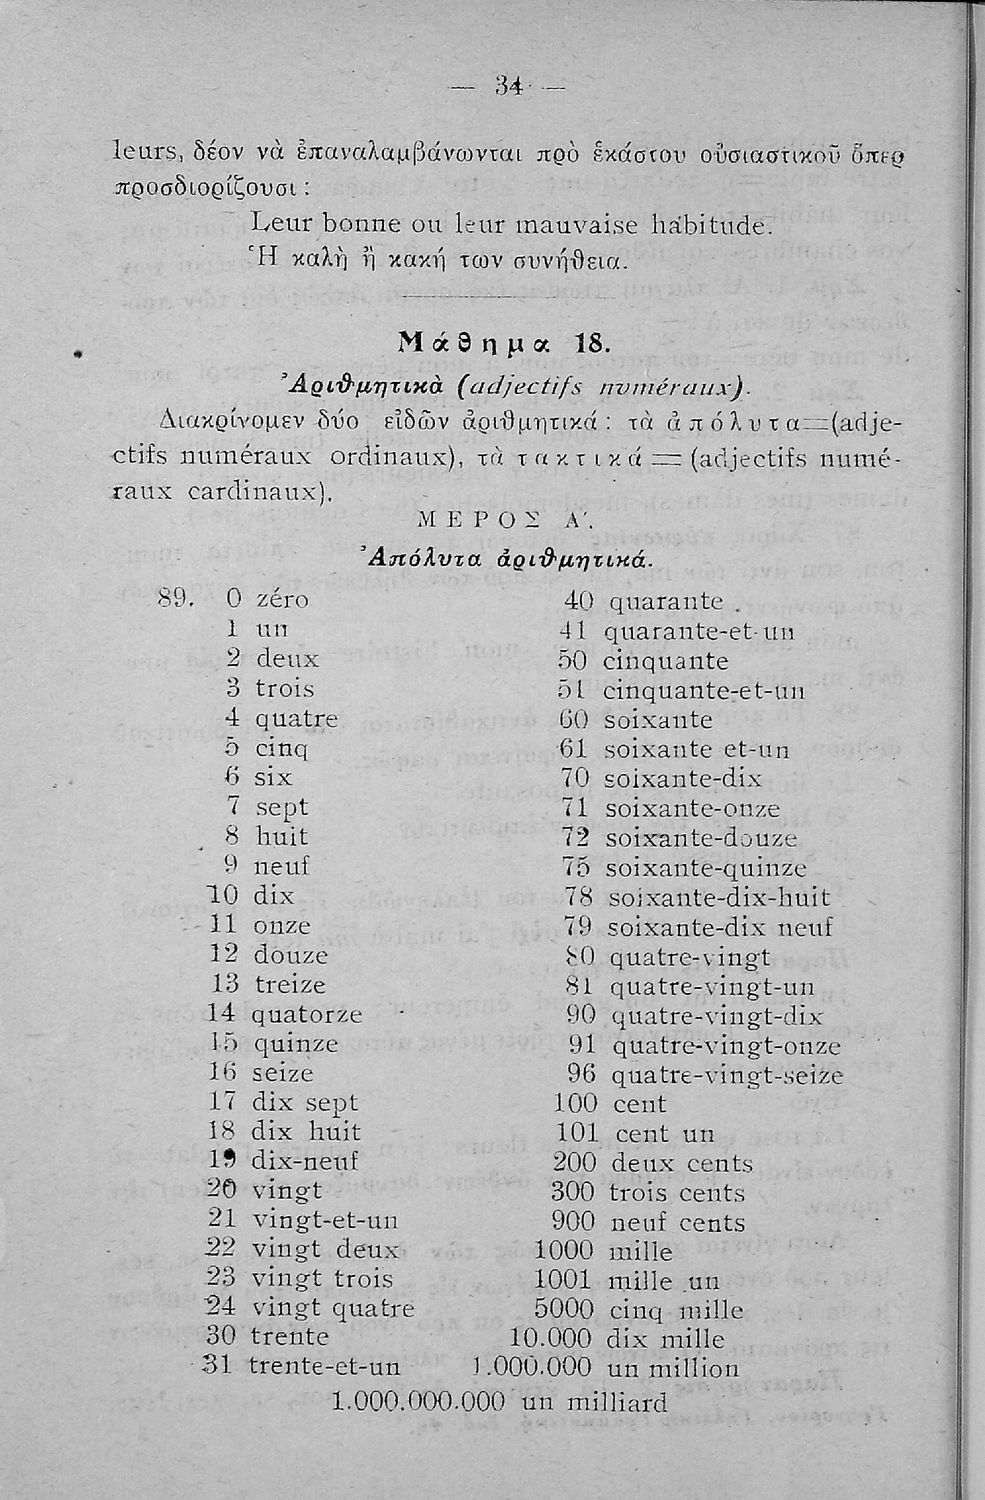 — 34 —
leurs, δέον νὰ ἐπαναλαμβάνωνται πρὸ ἑκάστου οὐσιαστικοῦ ὅπερ
προσδιορίζουσι :
Leur bonne ou leur mauvaise habitude.
Ἡ καλὴ ἢ κακή των συνήθεια.
Μάθημα 18.
Ἀριθμητικὰ (adjectifs numéraux).
Διακρίνομεν δύο εἰδῶν ἀριθμητικά : τὰ ἀπόλυτα=(adje-
ctifs numéraux ordinaux), τὰ τακτικά = (adjectifs numé-
raux cardinaux).
ΜΕΡΟΣ Α΄.
Ἀπόλυτα ἀριθμητικά.
89. 0 zéro 40 quarante
1 un 41 quarante-et-un
2 deux 50 cinquante
3 trois 51 cinquante-et-un
4 quatre 60 soixante
5 cinq 61 soixante et-un
6 six 70 soixante-dix
7 sept 71 soixante-onze
8 huit 72 soixante-douze
9 neuf 75 soixante-quinze
10 dix 78 soixante-dix-huit
11 onze 79 soixante-dix neuf
12 douze 80 quatre-vingt
13 treize 81 quatre-vingt-un
14 quatorze 90 quatre-vingt-dix
15 quinze 91 quatre-vingt-onze
16 seize 96 quatre-vingt-seize
17 dix sept 100 cent
18 dix huit 101 cent un
19 dix-neuf 200 deux cents
20 vingt 300 trois cents
21 vingt-et-un 900 neuf cents
22 vingt deux 1000 mille
23 vingt trois 1001 mille un
24 vingt quatre 5000 cinq mille
30 trente 10.000 dix mille
31 trente-et-un 1.000.000 un million
1.000.000.000 un milliard